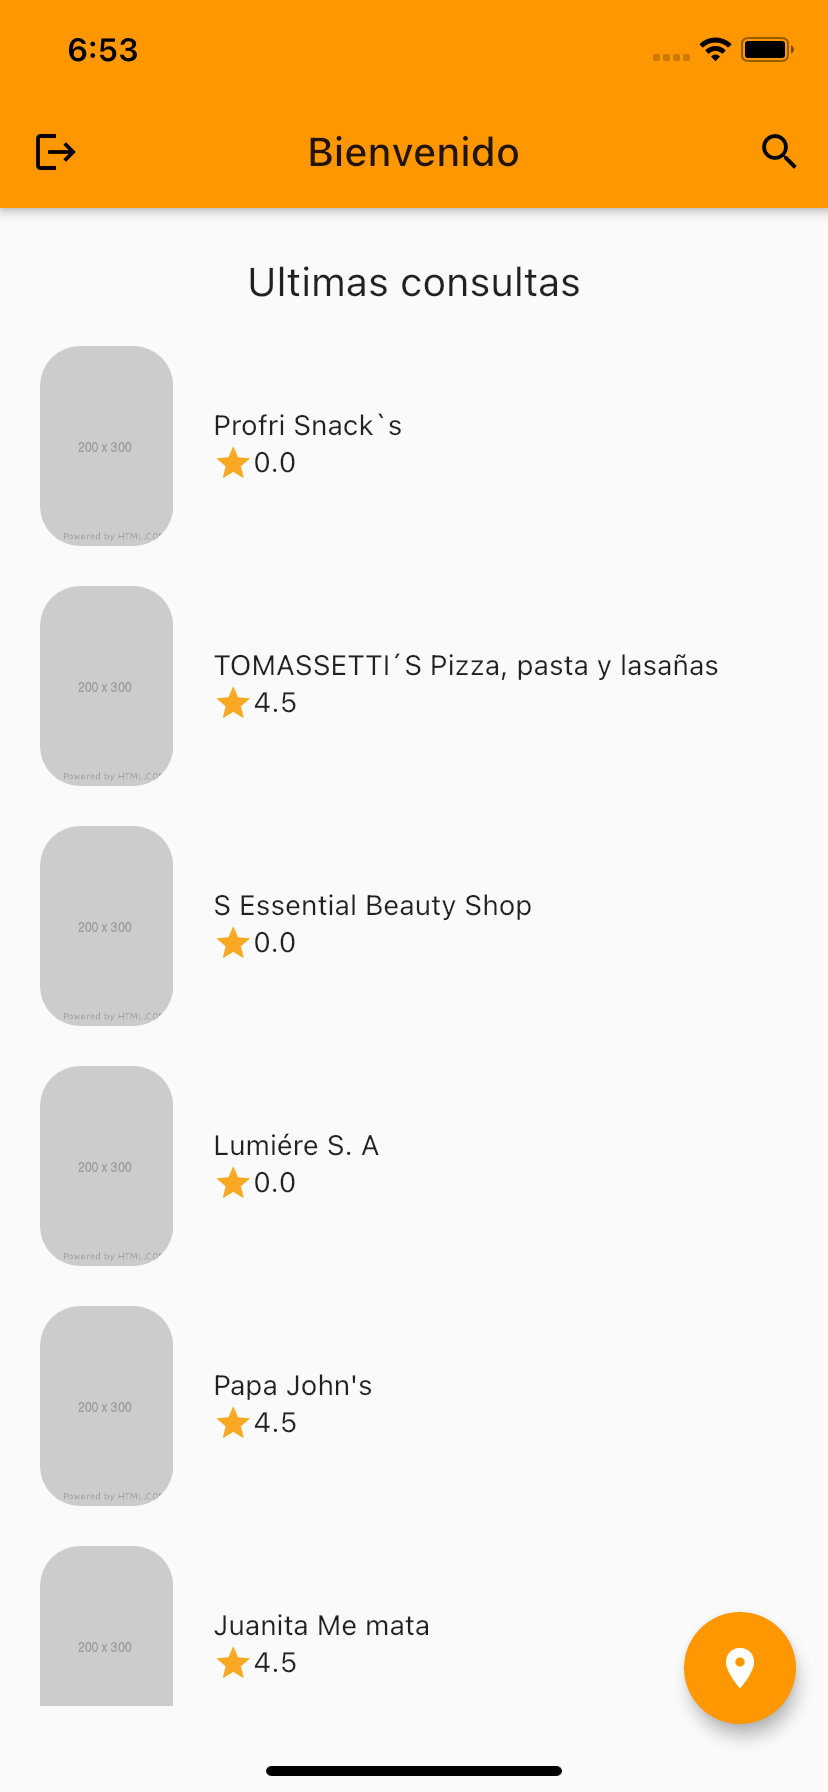 6:53
Bienvenido
Ultimas consultas
200 x 300
Powered by HTML.CO
Profri Snack`s
0.0
200 x 300
Powered by HTML.CO
TOMASSETTI´S Pizza, pasta y lasañas
4.5
200 x 300
Powered by HTML.CO
S Essential Beauty Shop
0.0
200 x 300
Powered by HTML.CO
Lumiére S. A
0.0
200 x 300
Powered by HTML.CO
Papa John's
4.5
200 x 300
Juanita Me mata
4.5